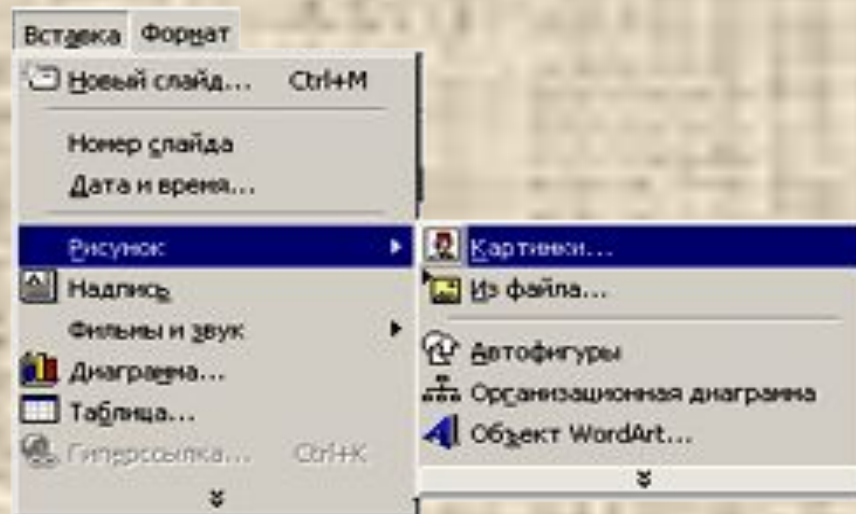 Вставка Формат
Новый слайд... Ctrl+M
Номер слайда
Дата и время...
Рисунок
Надпись
Фильмы и звук
Диаграмма...
Таблица...
Гиперссылка... Ctrl+K
Картинки...
Из файла...
Автофигуры
Организационная диаграмма
Объект WordArt...